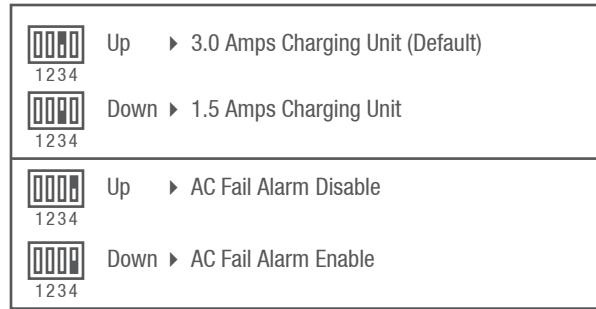 Up ▸ 3.0 Amps Charging Unit (Default)
1234
Down ▸ 1.5 Amps Charging Unit
1234
Up ▸ AC Fail Alarm Disable
1234
Down ▸ AC Fail Alarm Enable
1234